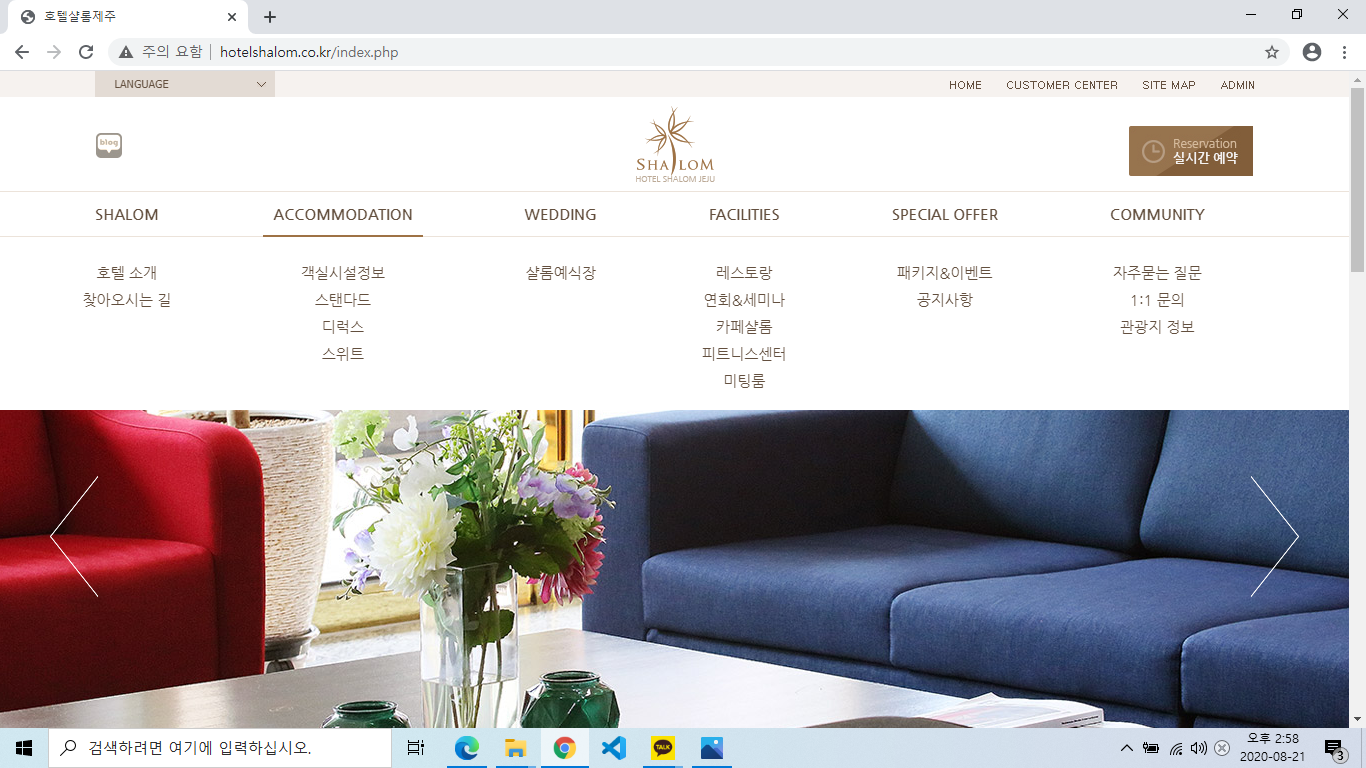 호텔샬롬제주
주의 요함 hotelshalom.co.kr/index.php
LANGUAGE HOME CUSTOMER CENTER SITE MAP ADMIN
blog
SHALOM
HOTEL SHALOM JEJU
Reservation
실시간 예약
SHALOM ACCOMMODATION WEDDING FACILITIES SPECIAL OFFER COMMUNITY
호텔 소개 객실시설정보 샬롬예식장 레스토랑 패키지&이벤트 자주묻는 질문
찾아오시는 길 스탠다드 연회&세미나 공지사항 1:1 문의
디럭스 카페샬롬 관광지 정보
스위트 피트니스센터
미팅룸
검색하려면 여기에 입력하십시오.
TALK
오후 2:58
2020-08-21
3